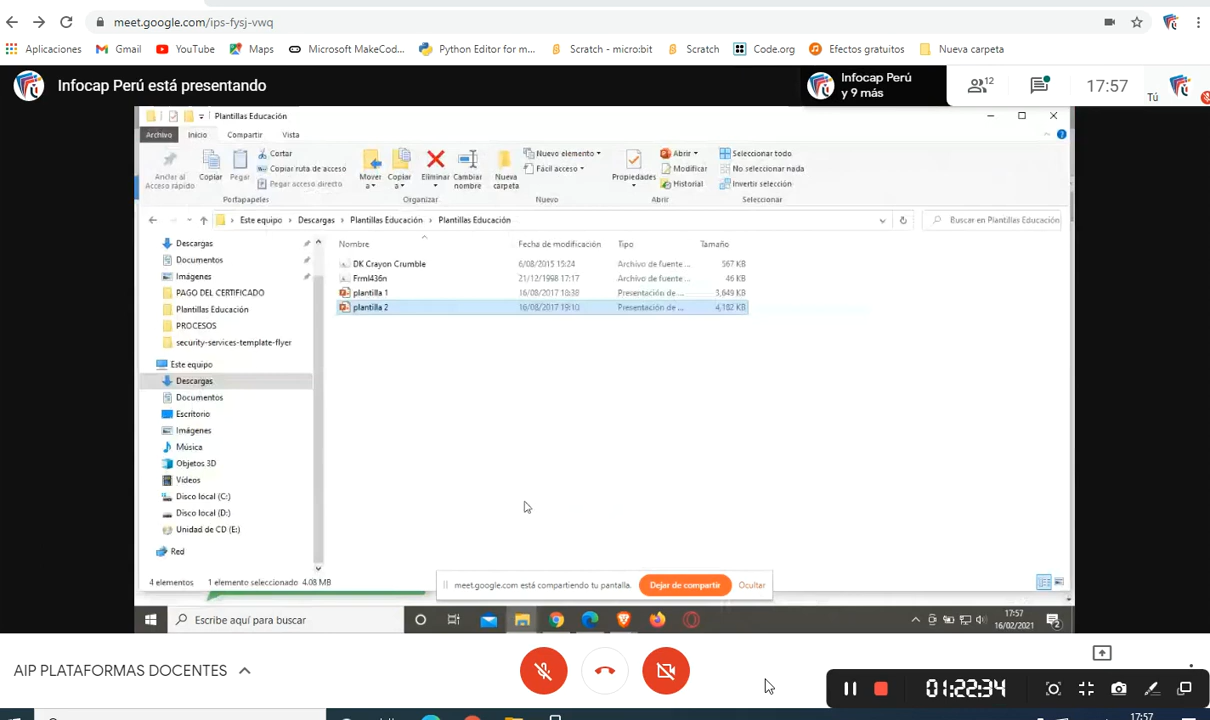 meet.google.com/ips-fysj-vwq
Aplicaciones Gmail YouTube Maps Microsoft MakeCod... Python Editor for m... Scratch - micro:bit Scratch Code.org Efectos gratuitos Nueva carpeta
Infocap Perú está presentando
Infocap Perú
y 9 más
12
17:57
Tú
Plantillas Educación
Archivo Inicio Compartir Vista
Anclar al
Acceso rápido
Copiar
Pegar
Cortar
Copiar ruta de acceso
Pegar acceso directo
Portapapeles
Mover
a
Copiar
a
Eliminar
Cambiar
nombre
Organizar
Nueva
carpeta
Nuevo elemento
Fácil acceso
Nuevo
Propiedades
Abrir
Modificar
Historial
Abrir
Seleccionar todo
No seleccionar nada
Invertir selección
Seleccionar
Este equipo > Descargas > Plantillas Educación > Plantillas Educación
Buscar en Plantillas Educación
Descargas
Documentos
Imágenes
PAGO DEL CERTIFICADO
Plantillas Educación
PROCESOS
security-services-template-flyer
Este equipo
Descargas
Documentos
Escritorio
Imágenes
Música
Objetos 3D
Vídeos
Disco local (C:)
Disco local (D:)
Unidad de CD (E:)
Red
Nombre Fecha de modificación Tipo Tamaño
DK Crayon Crumble 6/08/2015 15:24 Archivo de fuente ... 567 KB
Frml436n 21/12/1998 17:17 Archivo de fuente ... 46 KB
plantilla 1 16/08/2017 18:38 Presentación de ... 3,649 KB
plantilla 2 16/08/2017 19:10 Presentación de ... 4,182 KB
4 elementos 1 elemento seleccionado 4.08 MB
meet.google.com está compartiendo tu pantalla. Dejar de compartir Ocultar
Escribe aquí para buscar
17:57
16/02/2021
2
AIP PLATAFORMAS DOCENTES
01:22:34
17:57